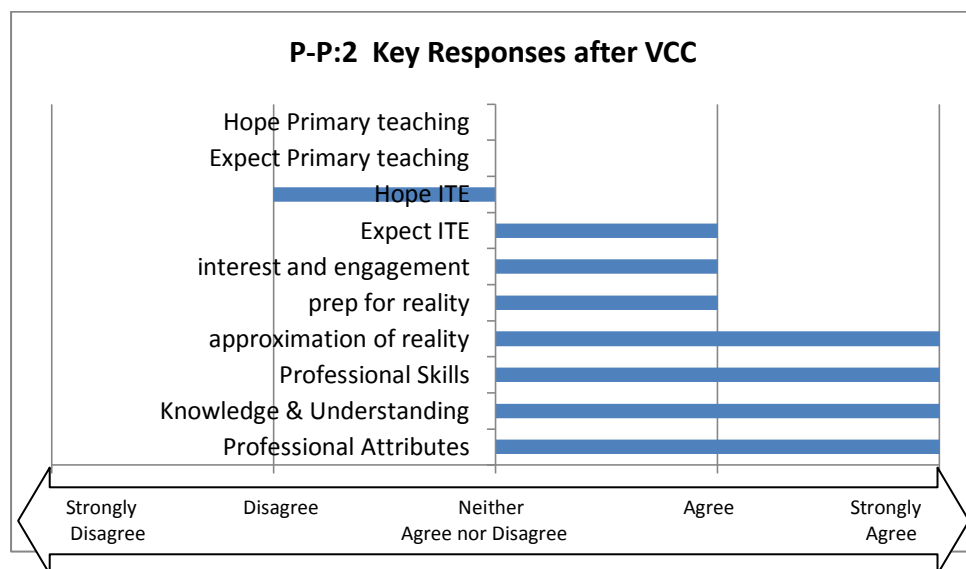 P-P:2 Key Responses after VCC
Hope Primary teaching
Expect Primary teaching
Hope ITE
Expect ITE
interest and engagement
prep for reality
approximation of reality
Professional Skills
Knowledge & Understanding
Professional Attributes
Strongly Disagree Neither Agree Strongly
Disagree Agree nor Disagree Agree